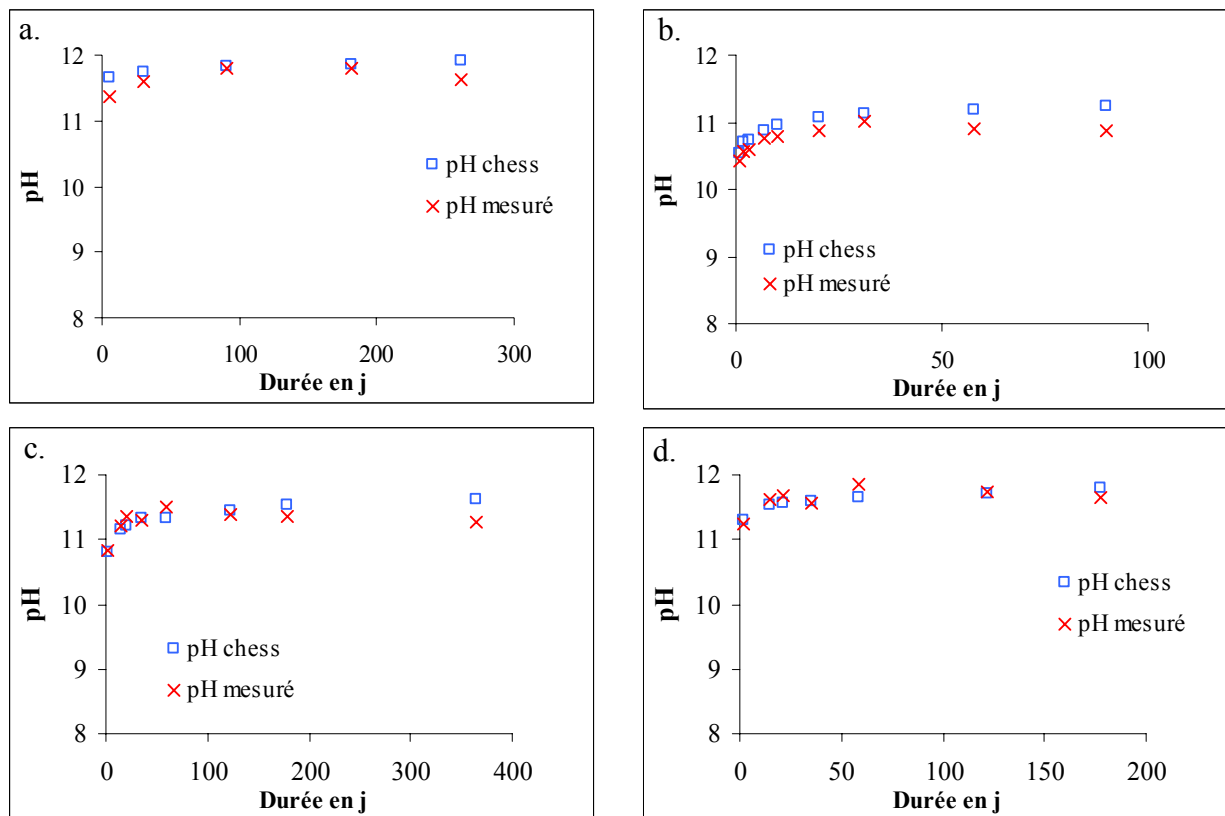 a.
12
11
10
9
8
pH
pH chess
pH mesuré
0 100 200 300
Durée en j
b.
12
11
10
9
8
pH
pH chess
pH mesuré
0 50 100
Durée en j
c.
12
11
10
9
8
pH
pH chess
pH mesuré
0 100 200 300 400
Durée en j
d.
12
11
10
9
8
pH
pH chess
pH mesuré
0 50 100 150 200
Durée en j